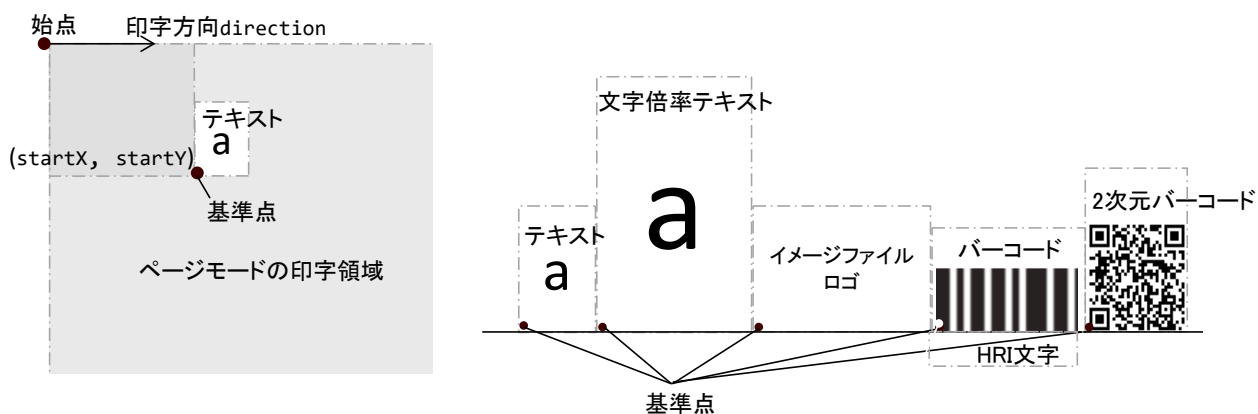 始点
印字方向direction
テキスト
a
(startX, startY)
基準点
ページモードの印字領域
文字倍率テキスト
a
テキスト
a
イメージファイル
ロゴ
バーコード
HRI文字
2次元バーコード
基準点